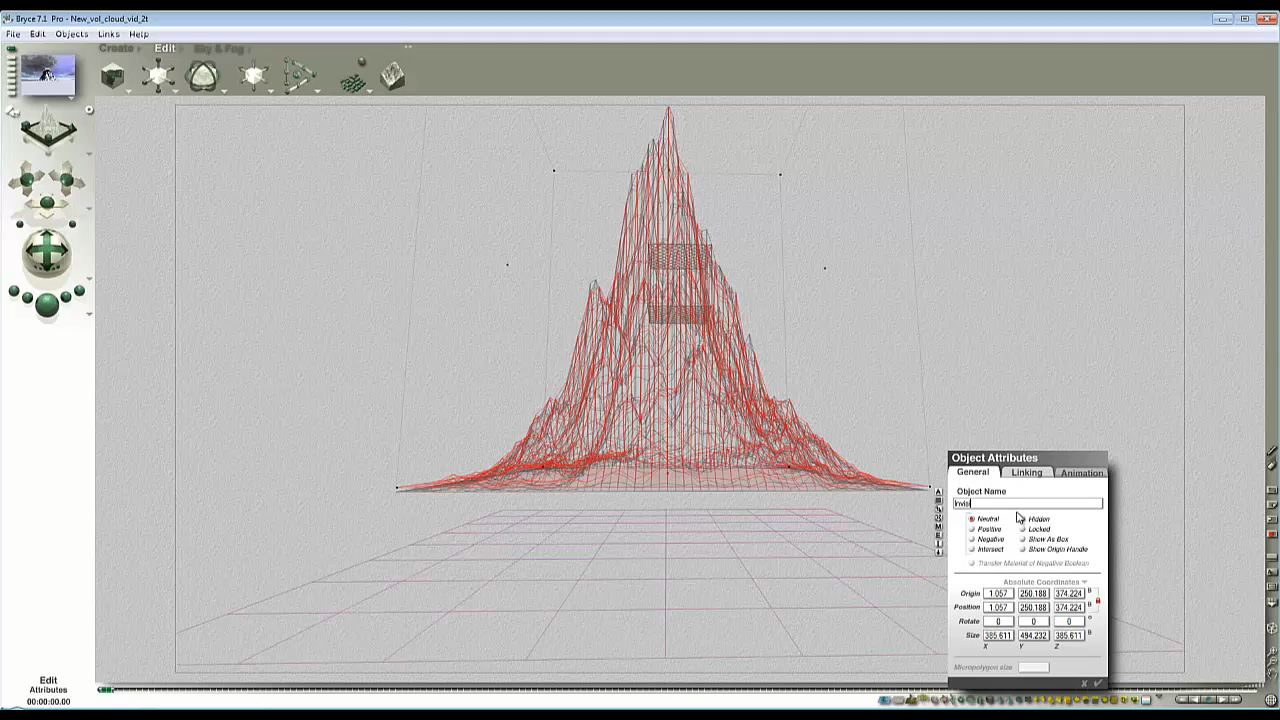 Bryce 7.1 Pro - New_vol_cloud_vid_2t
File Edit Objects Links Help
Create Edit Sky & Fog
Object Attributes
General Linking Animation
Object Name
Invisi
Neutral Hidden
Positive Locked
Negative Show As Box
Intersect Show Origin Handle
Transfer Material of Negative Boolean
Absolute Coordinates
Origin 1.057 250.188 374.224 B
Position 1.057 250.188 374.224
Rotate 0 0 0 °
Size 385.611 494.232 385.611 B
X Y Z
Micropolygon size
Edit
Attributes
00:00:00.00
A
M